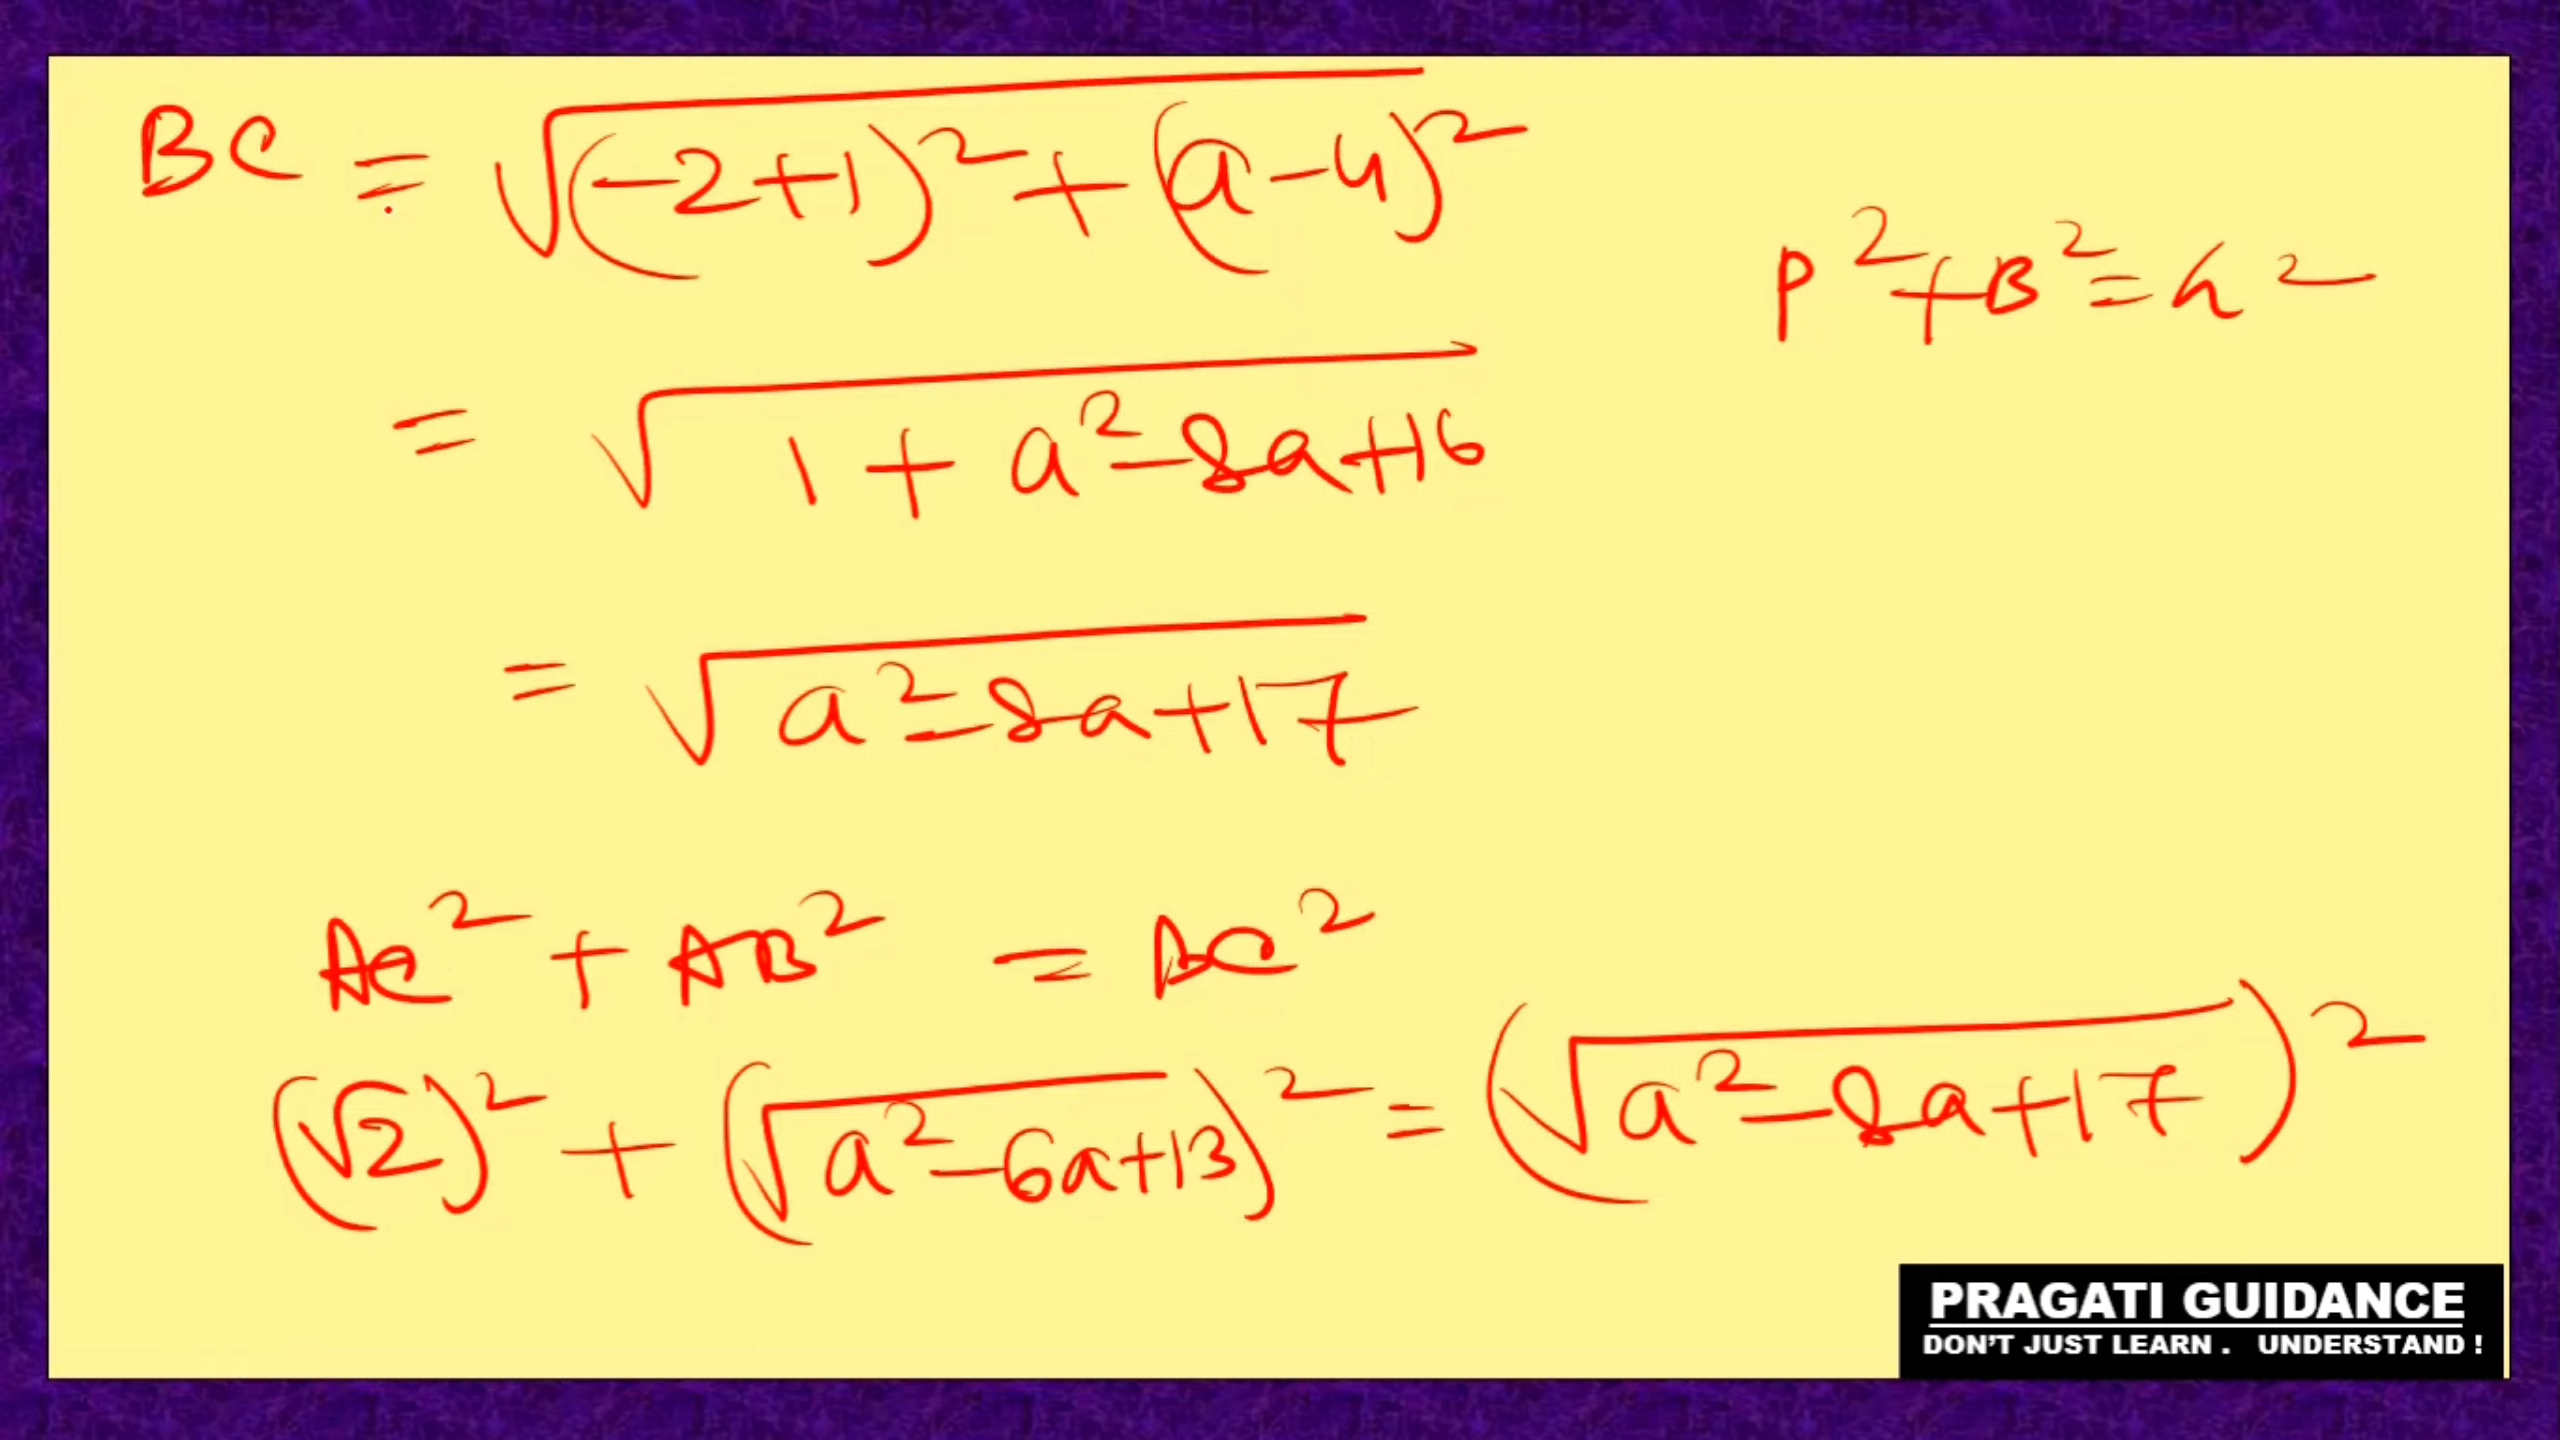 BC = √((-2+1)² + (a-4)²)
P²+B²=h²
= √(1 + a²-8a+16)
= √(a²-8a+17)
AC² + AB² = BC²
(√2)² + (√(a²-6a+13))² = (√(a²-8a+17))²
PRAGATI GUIDANCE
DON'T JUST LEARN . UNDERSTAND !